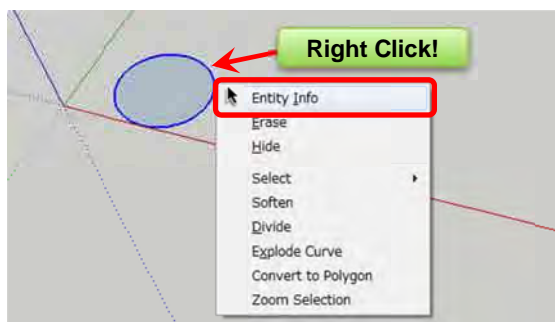 Right Click!
Entity Info
Erase
Hide
Select
Soften
Divide
Explode Curve
Convert to Polygon
Zoom Selection